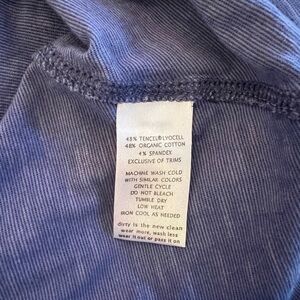 48% TENCEL®LYOCELL
48% ORGANIC COTTON
4% SPANDEX
EXCLUSIVE OF TRIMS
MACHINE WASH COLD
WITH SIMILAR COLORS
GENTLE CYCLE
DO NOT BLEACH
TUMBLE DRY
LOW HEAT
IRON COOL AS NEEDED
dirty is the new clean
wear more, wash less
wear it out or pass it on